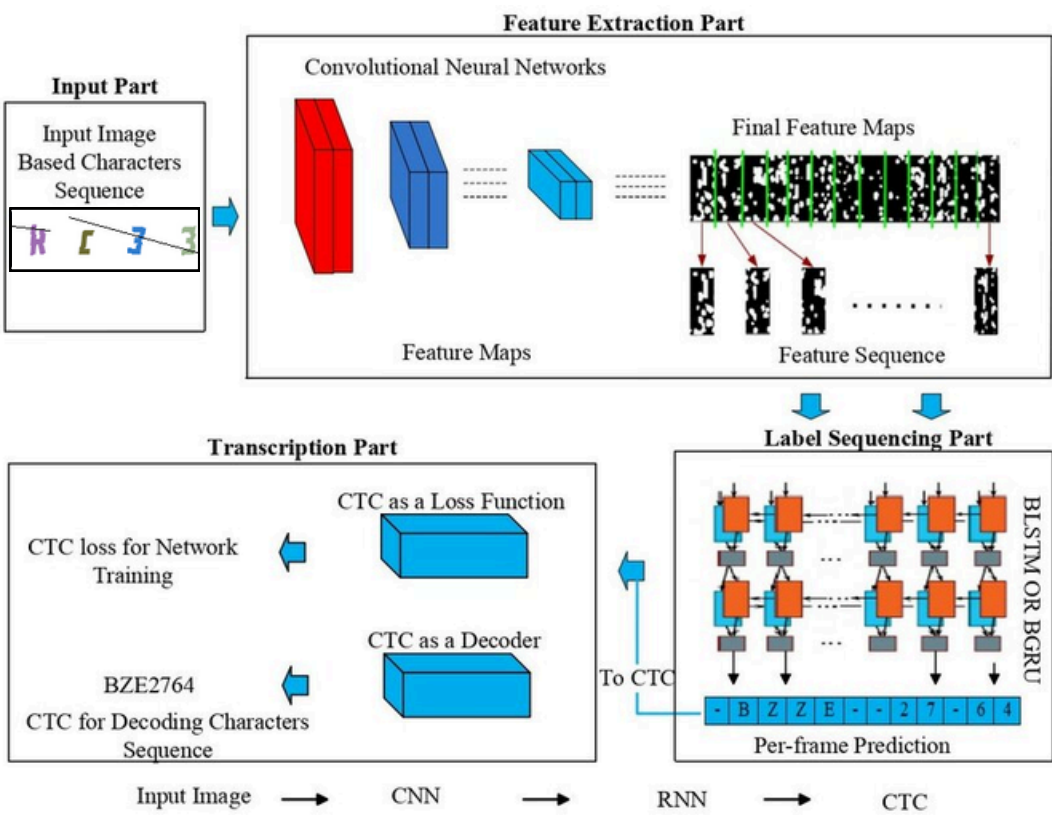 Feature Extraction Part
Input Part
Input Image
Based Characters
Sequence
R C 3 3
Convolutional Neural Networks
Final Feature Maps
Feature Maps
Feature Sequence
Label Sequencing Part
BLSTM OR BGRU
- B Z Z E - - 2 7 - 6 4
Per-frame Prediction
To CTC
Transcription Part
CTC as a Loss Function
CTC loss for Network
Training
CTC as a Decoder
BZE2764
CTC for Decoding Characters
Sequence
Input Image
CNN
RNN
CTC